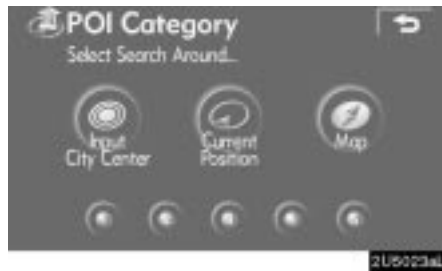 POI Category
Select Search Around...
Input
City Center
Current
Position
Map
2U5023aL